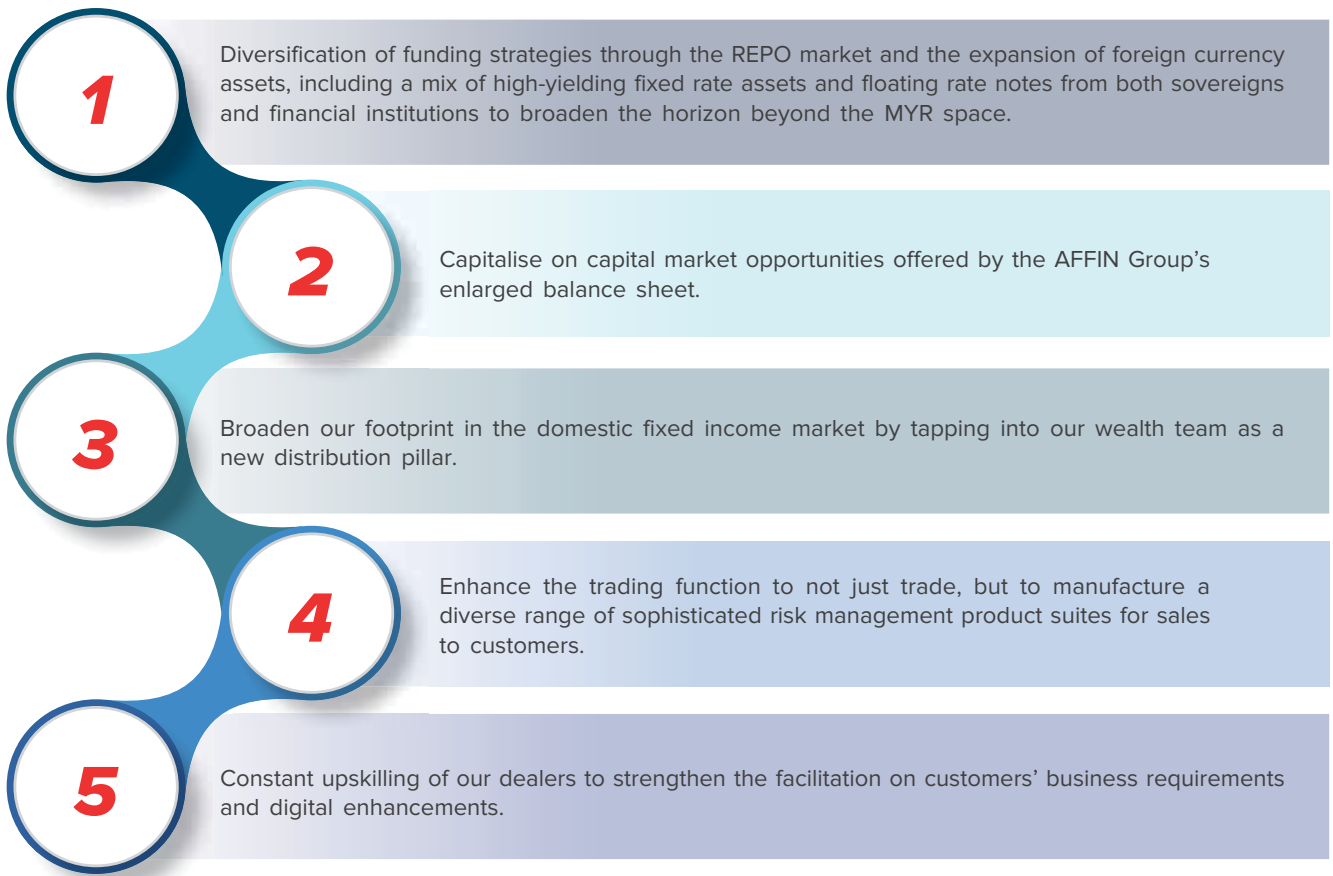 1
Diversification of funding strategies through the REPO market and the expansion of foreign currency
assets, including a mix of high-yielding fixed rate assets and floating rate notes from both sovereigns
and financial institutions to broaden the horizon beyond the MYR space.
2
Capitalise on capital market opportunities offered by the AFFIN Group’s
enlarged balance sheet.
3
Broaden our footprint in the domestic fixed income market by tapping into our wealth team as a
new distribution pillar.
4
Enhance the trading function to not just trade, but to manufacture a
diverse range of sophisticated risk management product suites for sales
to customers.
5
Constant upskilling of our dealers to strengthen the facilitation on customers’ business requirements
and digital enhancements.